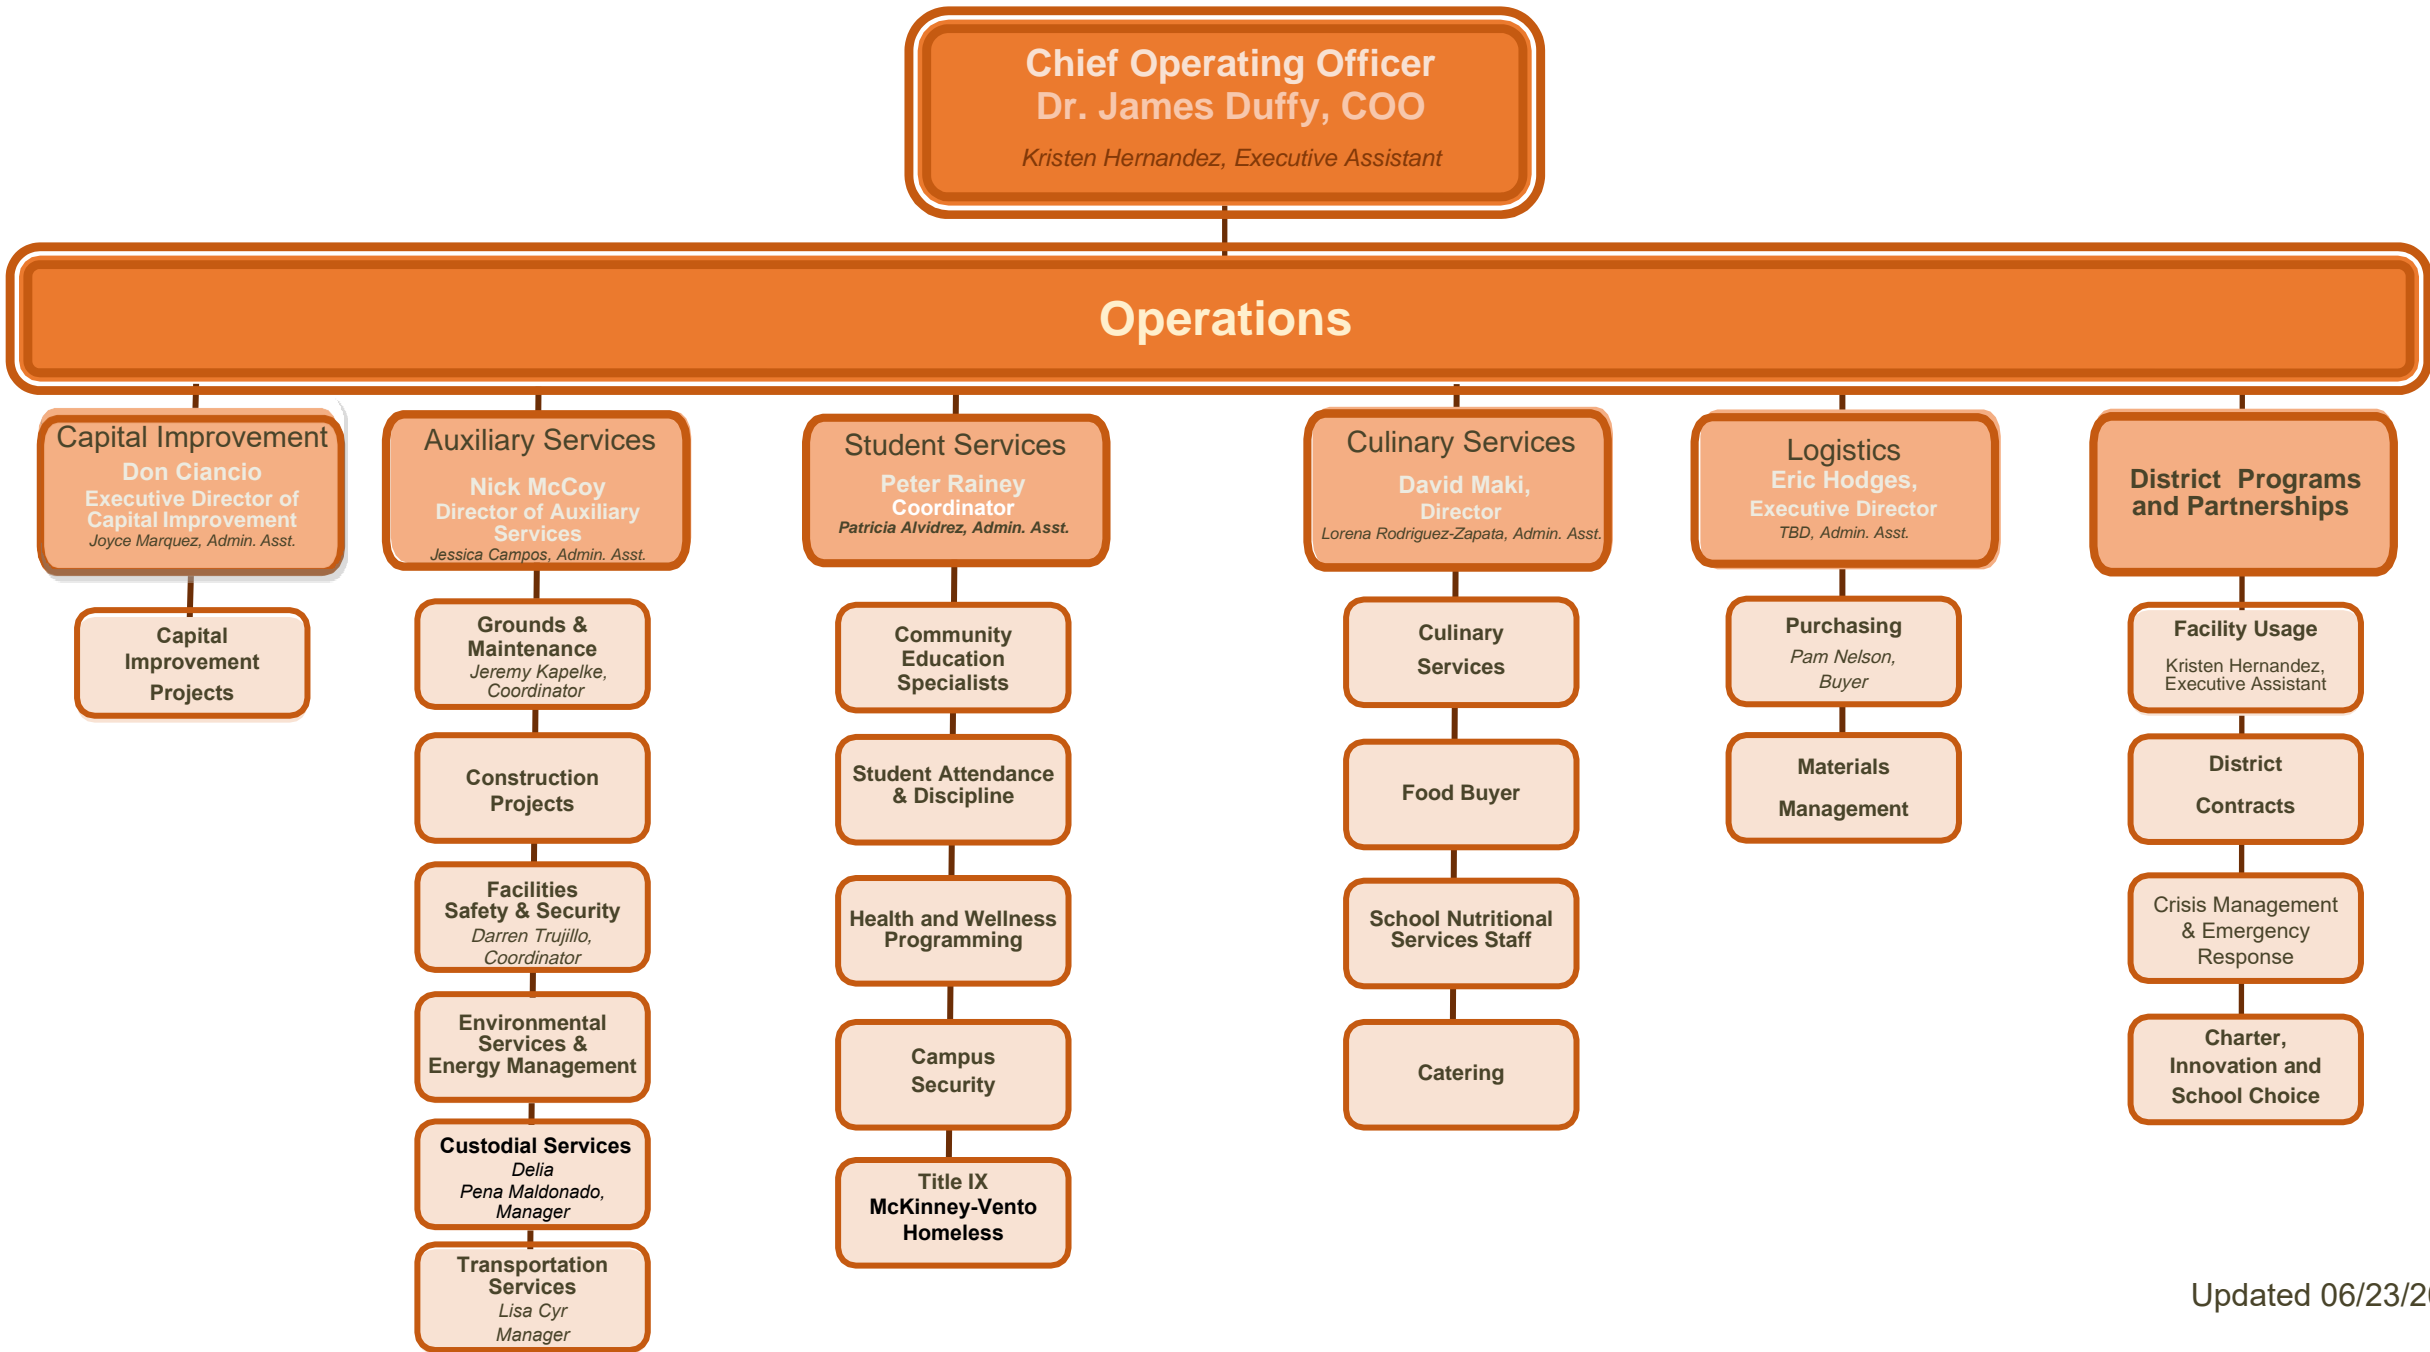 Chief Operating Officer
Dr. James Duffy, COO
Kristen Hernandez, Executive Assistant
Operations
Capital Improvement
Don Ciancio
Executive Director of
Capital Improvement
Joyce Marquez, Admin. Asst.
Capital
Improvement
Projects
Auxiliary Services
Nick McCoy
Director of Auxiliary
Services
Jessica Campos, Admin. Asst.
Grounds &
Maintenance
Jeremy Kapelke,
Coordinator
Construction
Projects
Facilities
Safety & Security
Darren Trujillo,
Coordinator
Environmental
Services &
Energy Management
Custodial Services
Delia
Pena Maldonado,
Manager
Transportation
Services
Lisa Cyr
Manager
Student Services
Peter Rainey
Coordinator
Patricia Alvidrez, Admin. Asst.
Community
Education
Specialists
Student Attendance
& Discipline
Health and Wellness
Programming
Campus
Security
Title IX
McKinney-Vento
Homeless
Culinary Services
David Maki,
Director
Lorena Rodriguez-Zapata, Admin. Asst.
Culinary
Services
Food Buyer
School Nutritional
Services Staff
Catering
Logistics
Eric Hodges,
Executive Director
TBD, Admin. Asst.
Purchasing
Pam Nelson,
Buyer
Materials
Management
District Programs
and Partnerships
Facility Usage
Kristen Hernandez,
Executive Assistant
District
Contracts
Crisis Management
& Emergency
Response
Charter,
Innovation and
School Choice
Updated 06/23/20